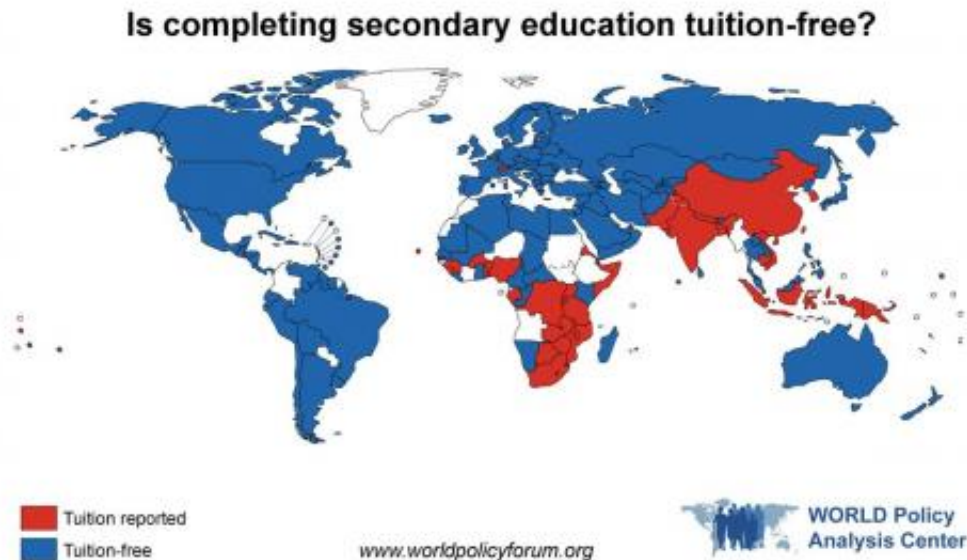 Is completing secondary education tuition-free?
Tuition reported
Tuition-free
www.worldpolicyforum.org
WORLD Policy
Analysis Center